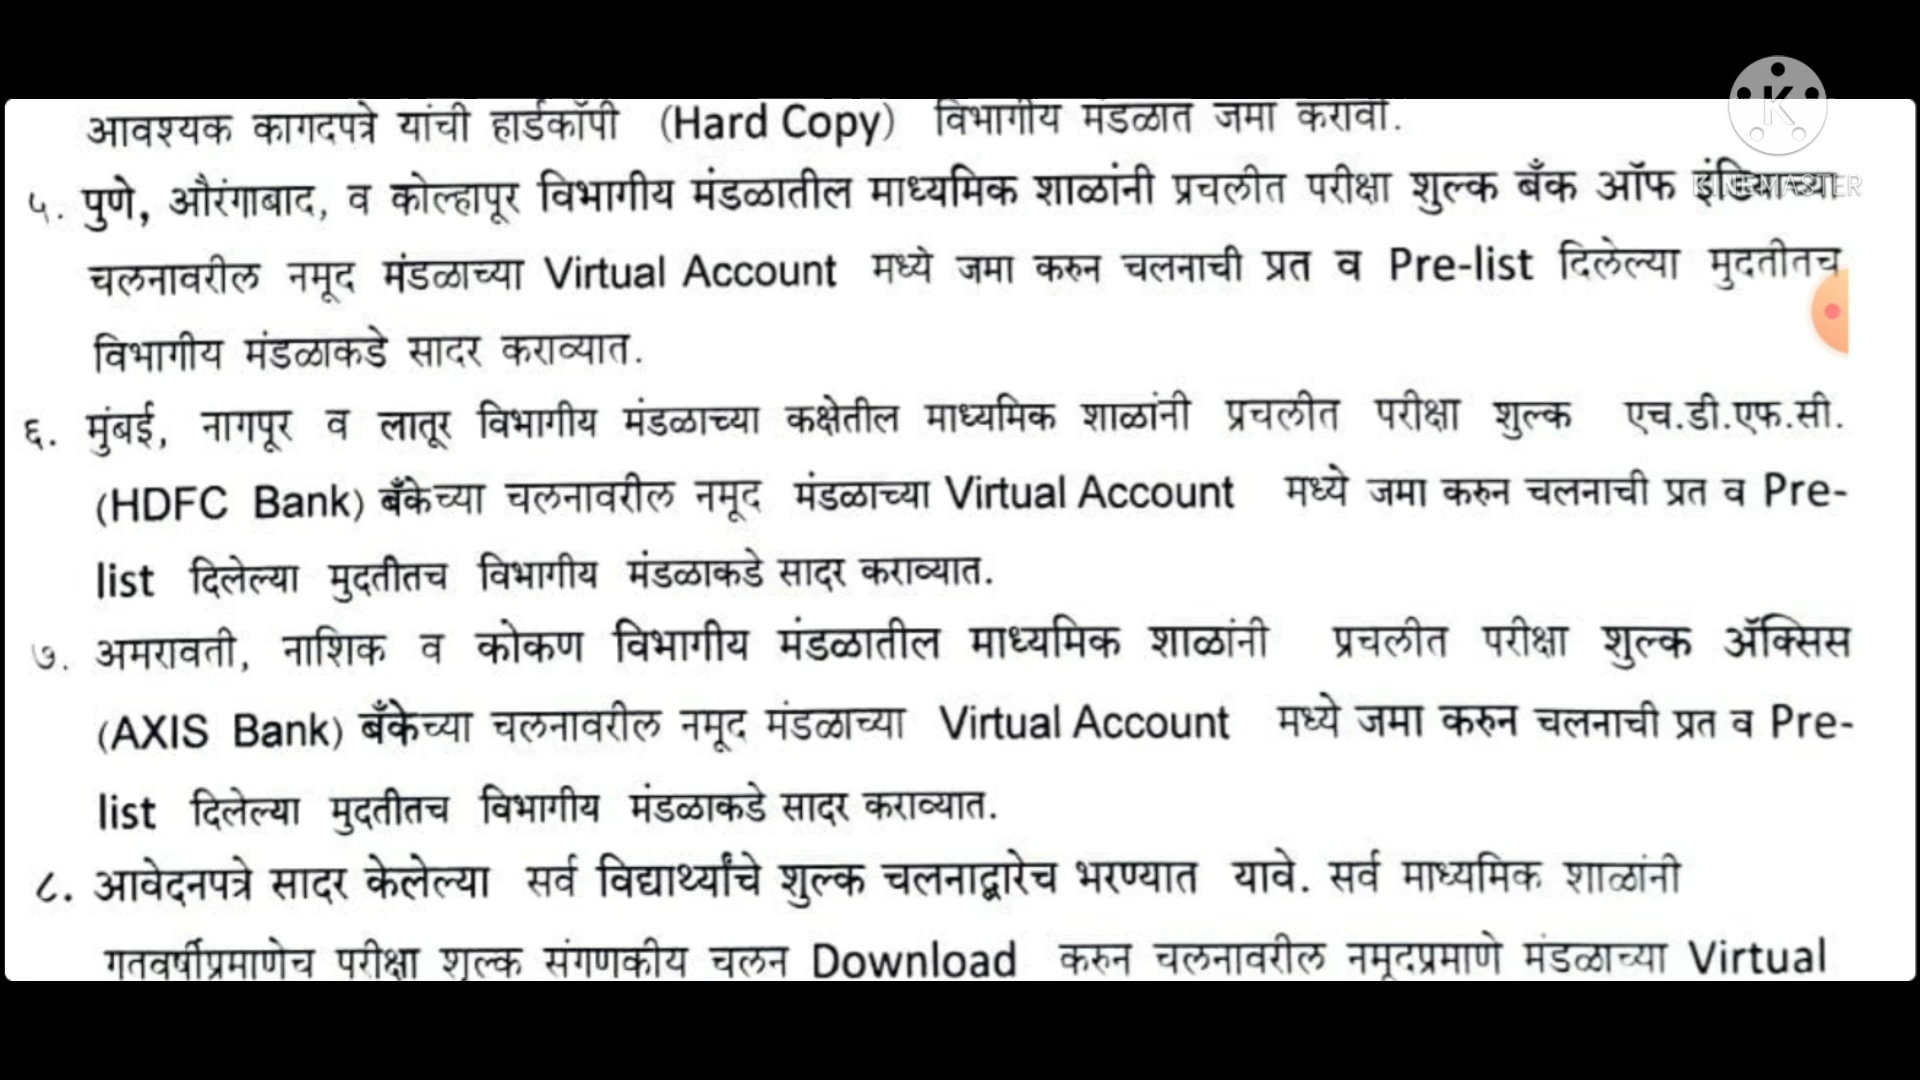 आवश्यक कागदपत्रे यांची हार्डकॉपी (Hard Copy) विभागीय मंडळात जमा करावी.
५. पुणे, औरंगाबाद, व कोल्हापूर विभागीय मंडळातील माध्यमिक शाळांनी प्रचलीत परीक्षा शुल्क बँक ऑफ इंडियाच्या
KINEMASTER
चलनावरील नमूद मंडळाच्या Virtual Account मध्ये जमा करुन चलनाची प्रत व Pre-list दिलेल्या मुदतीतच
विभागीय मंडळाकडे सादर कराव्यात.
६. मुंबई, नागपूर व लातूर विभागीय मंडळाच्या कक्षेतील माध्यमिक शाळांनी प्रचलीत परीक्षा शुल्क एच.डी.एफ.सी.
(HDFC Bank) बँकेच्या चलनावरील नमूद मंडळाच्या Virtual Account मध्ये जमा करुन चलनाची प्रत व Pre-
list दिलेल्या मुदतीतच विभागीय मंडळाकडे सादर कराव्यात.
७. अमरावती, नाशिक व कोकण विभागीय मंडळातील माध्यमिक शाळांनी प्रचलीत परीक्षा शुल्क ॲक्सिस
(AXIS Bank) बँकेच्या चलनावरील नमूद मंडळाच्या Virtual Account मध्ये जमा करुन चलनाची प्रत व Pre-
list दिलेल्या मुदतीतच विभागीय मंडळाकडे सादर कराव्यात.
८. आवेदनपत्रे सादर केलेल्या सर्व विद्यार्थ्यांचे शुल्क चलनाद्वारेच भरण्यात यावे. सर्व माध्यमिक शाळांनी
गतवर्षीप्रमाणेच परीक्षा शुल्क संगणकीय चलन Download करुन चलनावरील नमूदप्रमाणे मंडळाच्या Virtual